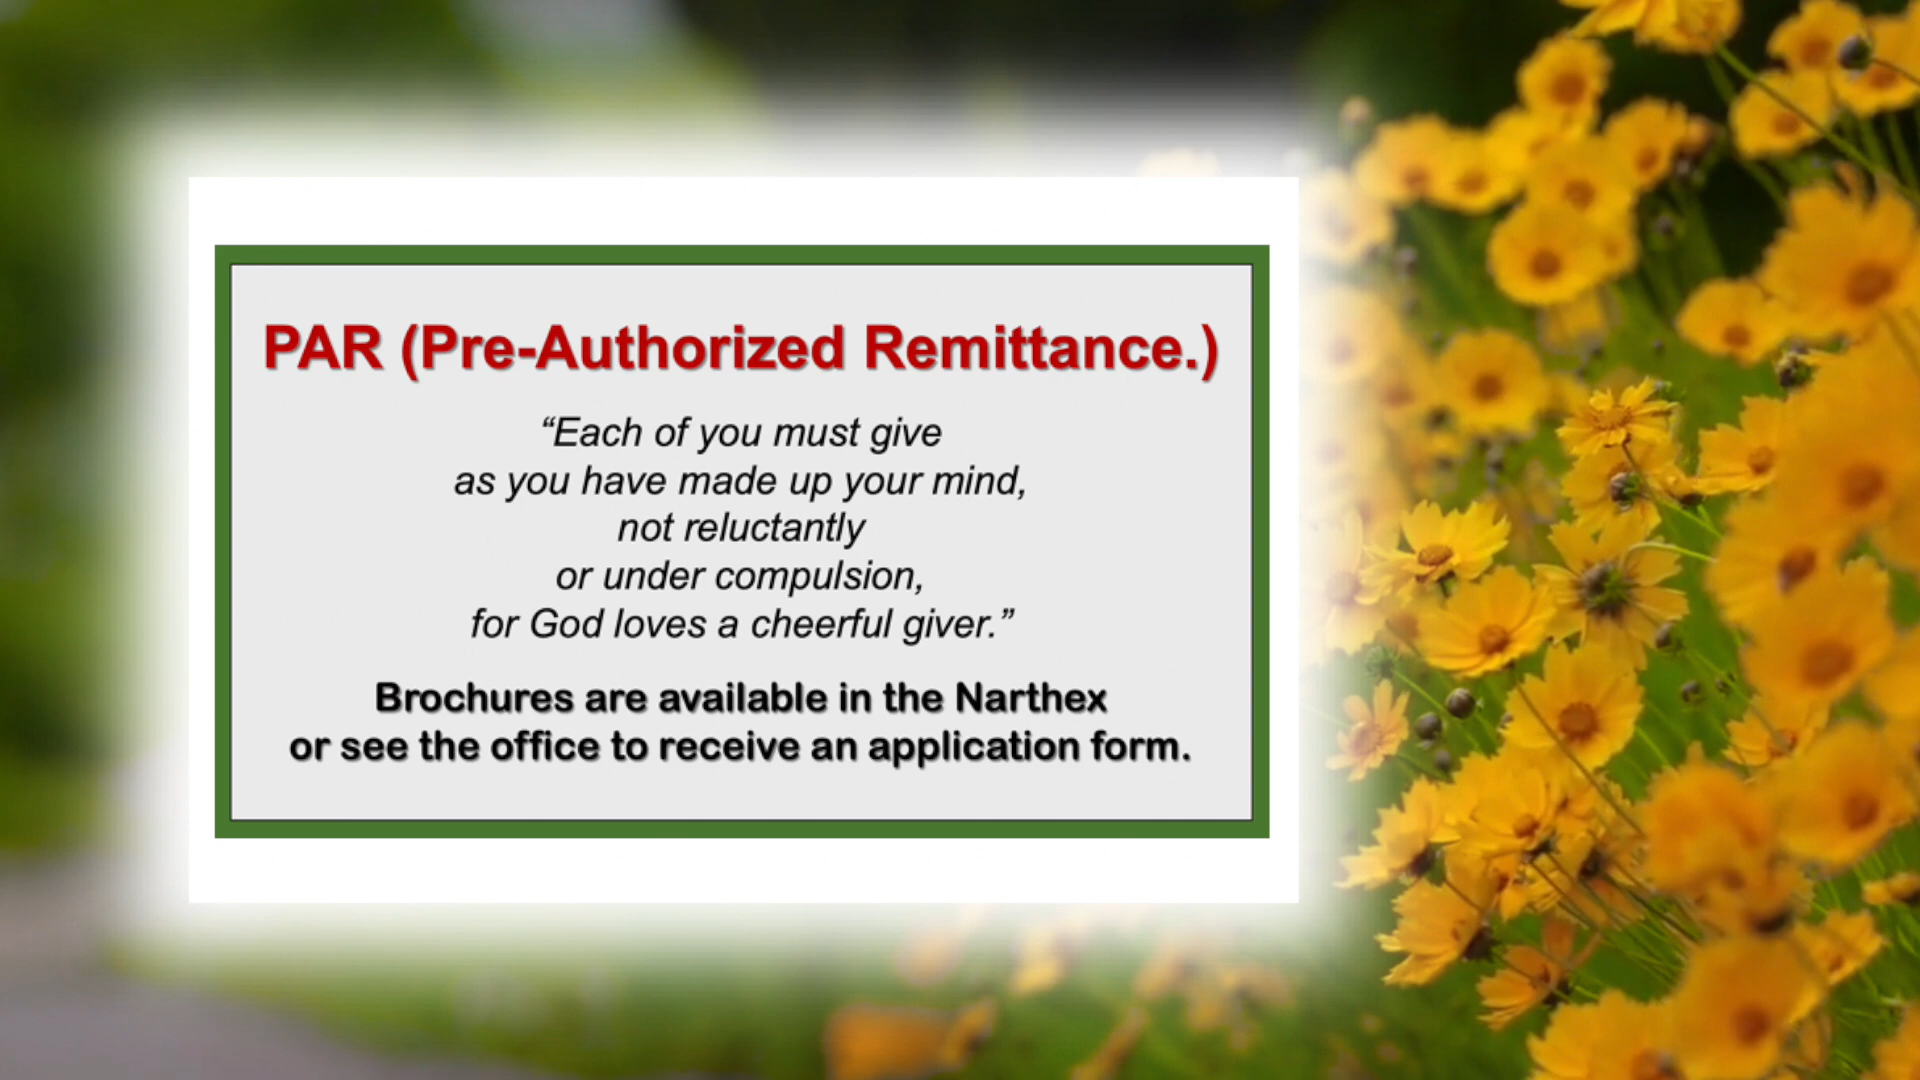 PAR (Pre-Authorized Remittance.)
“Each of you must give
as you have made up your mind,
not reluctantly
or under compulsion,
for God loves a cheerful giver.”
Brochures are available in the Narthex
or see the office to receive an application form.